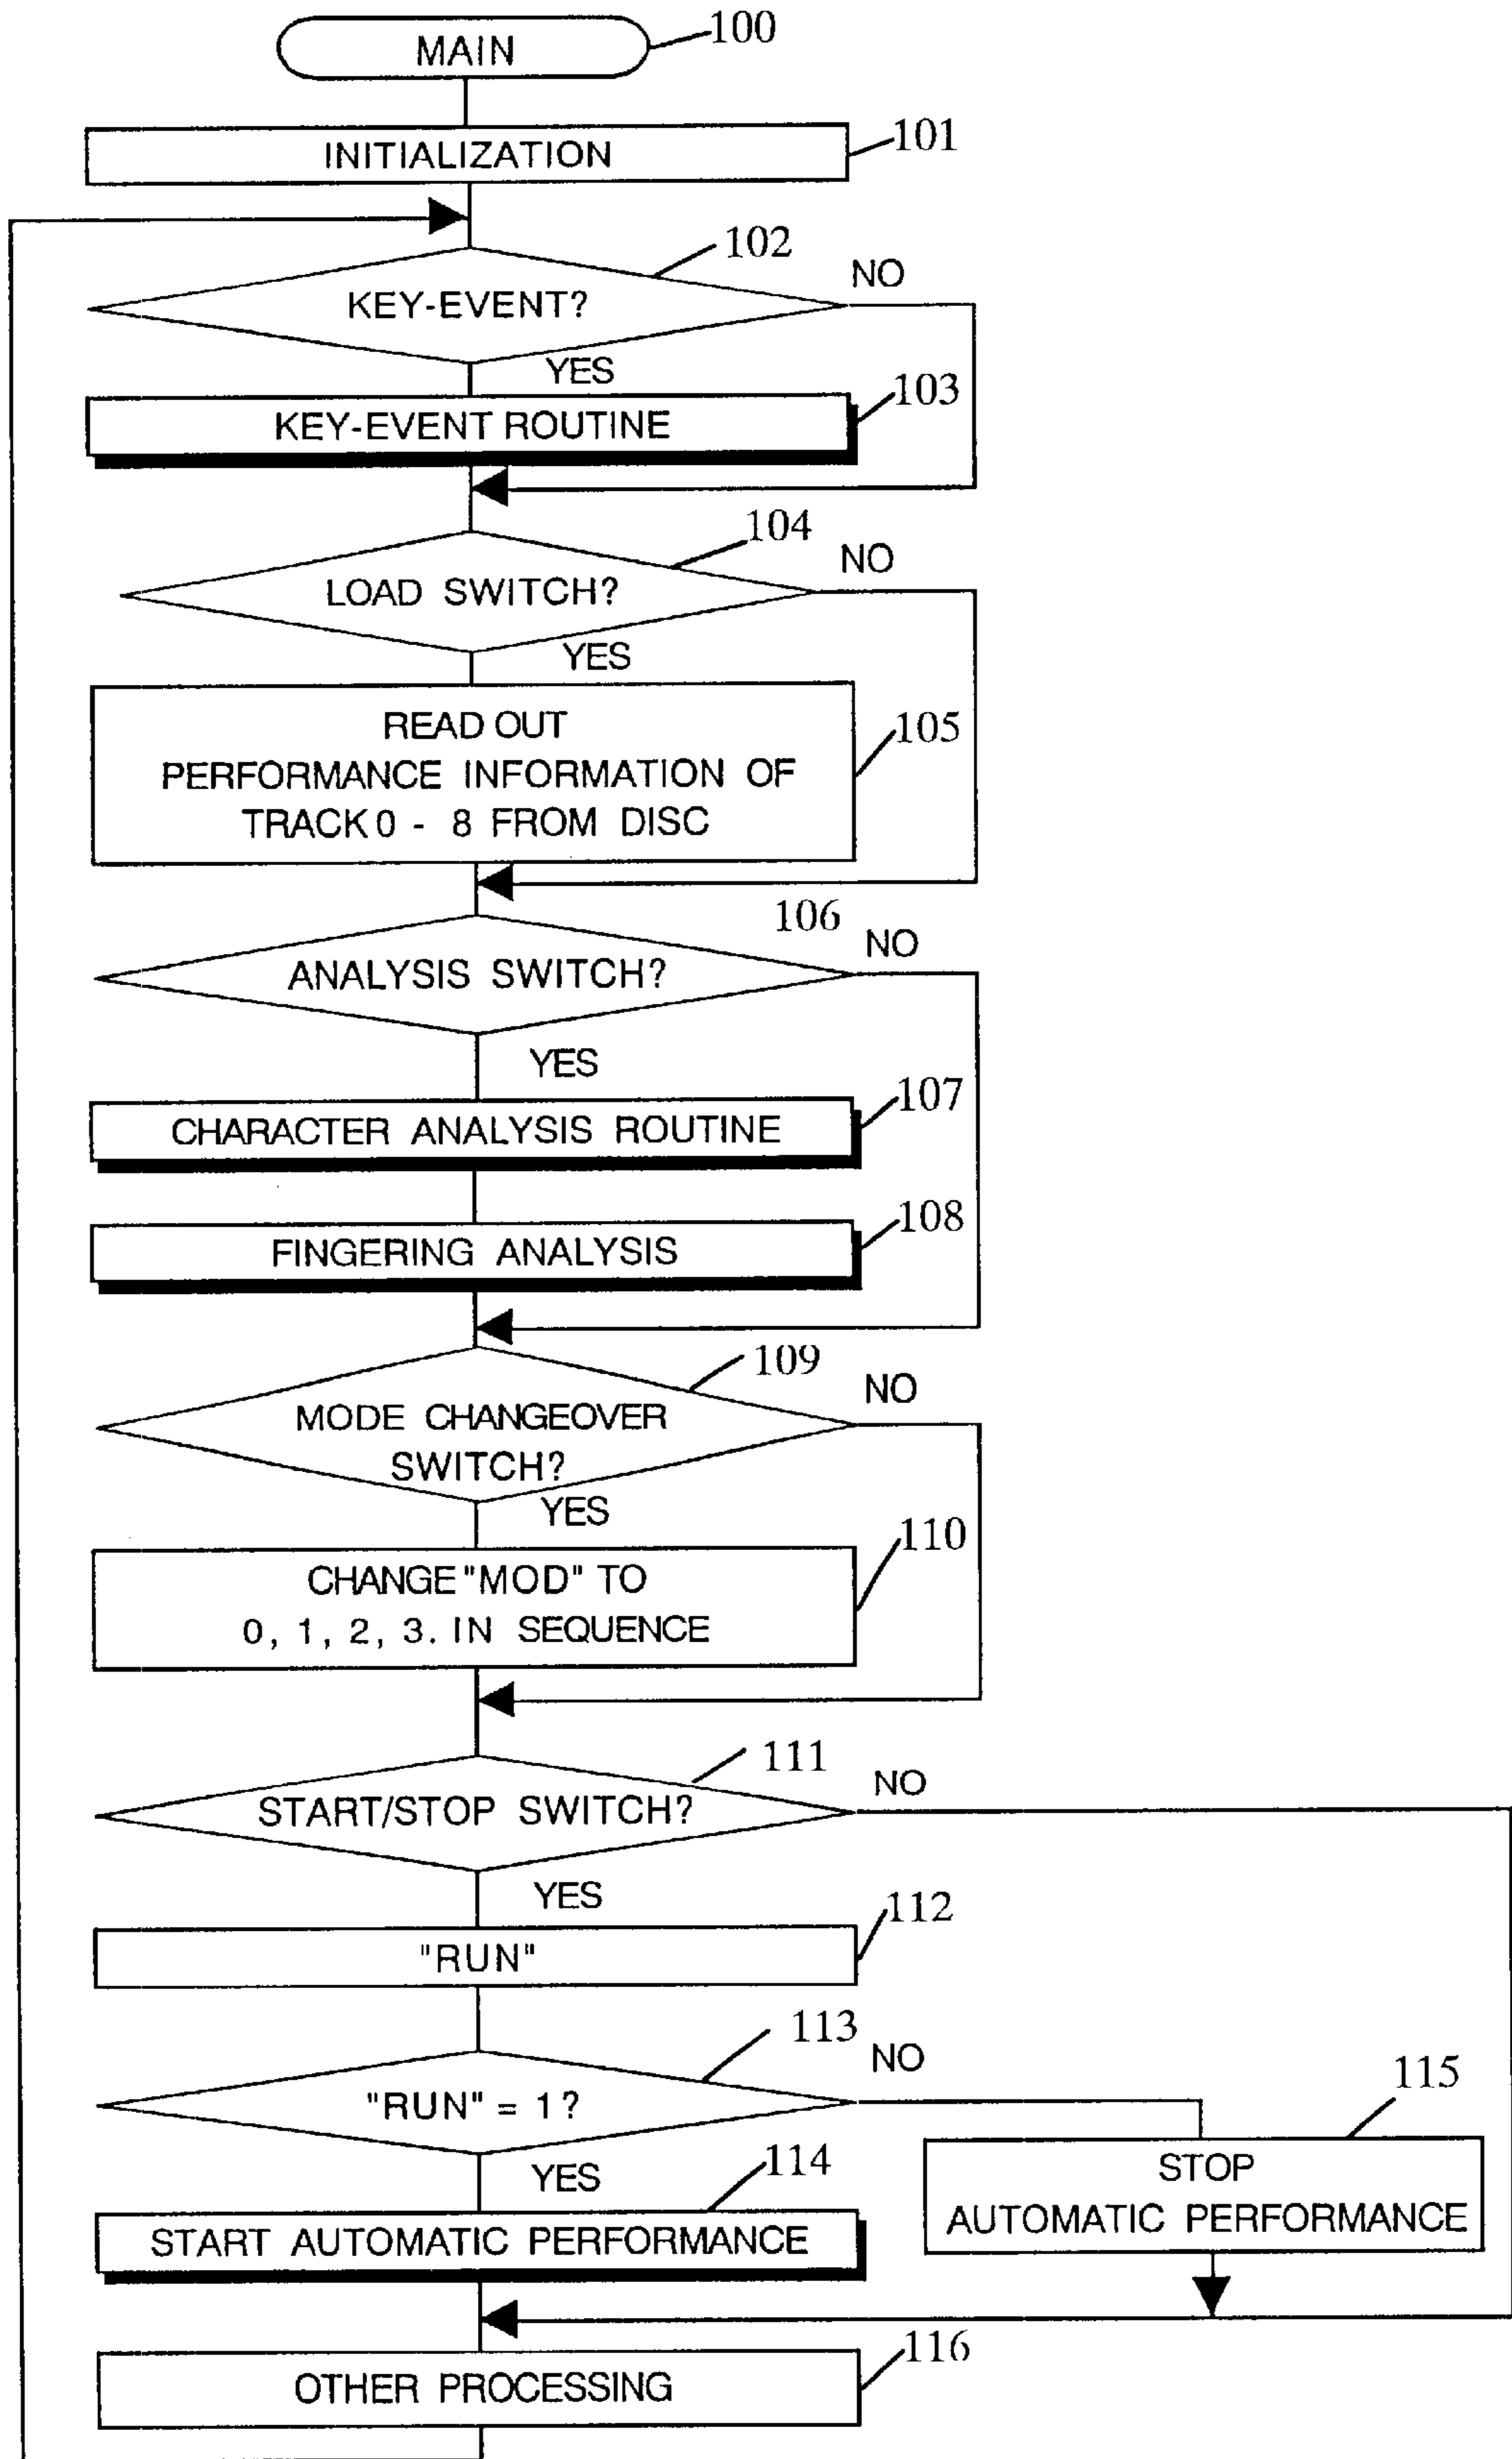 MAIN
100
INITIALIZATION
101
102
NO
KEY-EVENT?
YES
103
KEY-EVENT ROUTINE
104
NO
LOAD SWITCH?
YES
READ OUT
105
PERFORMANCE INFORMATION OF
TRACK 0 - 8 FROM DISC
106
NO
ANALYSIS SWITCH?
YES
107
CHARACTER ANALYSIS ROUTINE
108
FINGERING ANALYSIS
109
NO
MODE CHANGEOVER
SWITCH?
YES
110
CHANGE "MOD" TO
0, 1, 2, 3. IN SEQUENCE
111
NO
START/STOP SWITCH?
YES
112
"RUN"
113
NO
"RUN" = 1?
115
YES
114
STOP
AUTOMATIC PERFORMANCE
START AUTOMATIC PERFORMANCE
116
OTHER PROCESSING